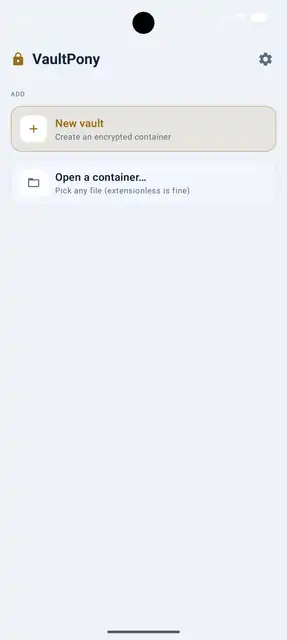 VaultPony
ADD
New vault
Create an encrypted container
Open a container…
Pick any file (extensionless is fine)